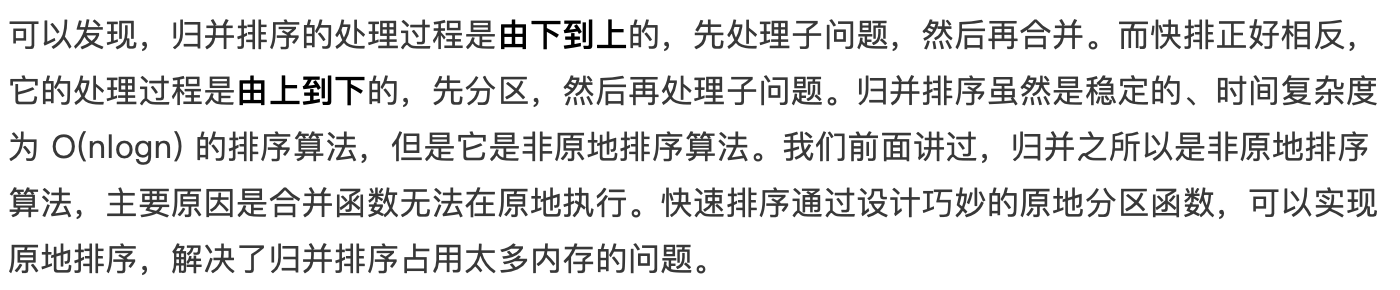 可以发现，归并排序的处理过程是由下到上的，先处理子问题，然后再合并。而快排正好相反，
它的处理过程是由上到下的，先分区，然后再处理子问题。归并排序虽然是稳定的、时间复杂度
为 O(nlogn) 的排序算法，但是它是非原地排序算法。我们前面讲过，归并之所以是非原地排序
算法，主要原因是合并函数无法在原地执行。快速排序通过设计巧妙的原地分区函数，可以实现
原地排序，解决了归并排序占用太多内存的问题。